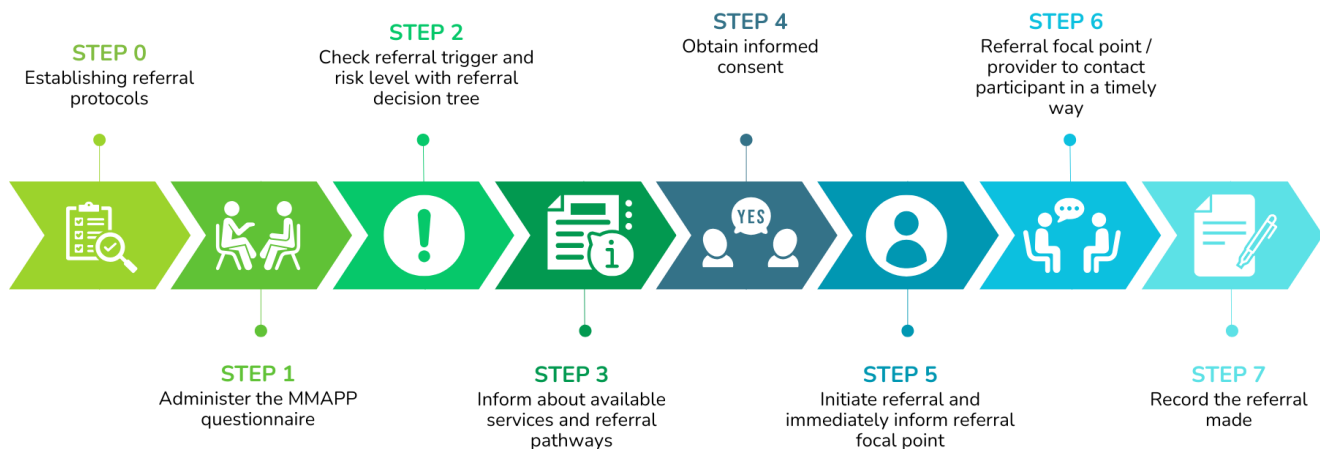 STEP 0
Establishing referral
protocols
STEP 1
Administer the MMAPP
questionnaire
STEP 2
Check referral trigger and
risk level with referral
decision tree
STEP 3
Inform about available
services and referral
pathways
STEP 4
Obtain informed
consent
YES
STEP 5
Initiate referral and
immediately inform referral
focal point
STEP 6
Referral focal point /
provider to contact
participant in a timely
way
STEP 7
Record the referral
made